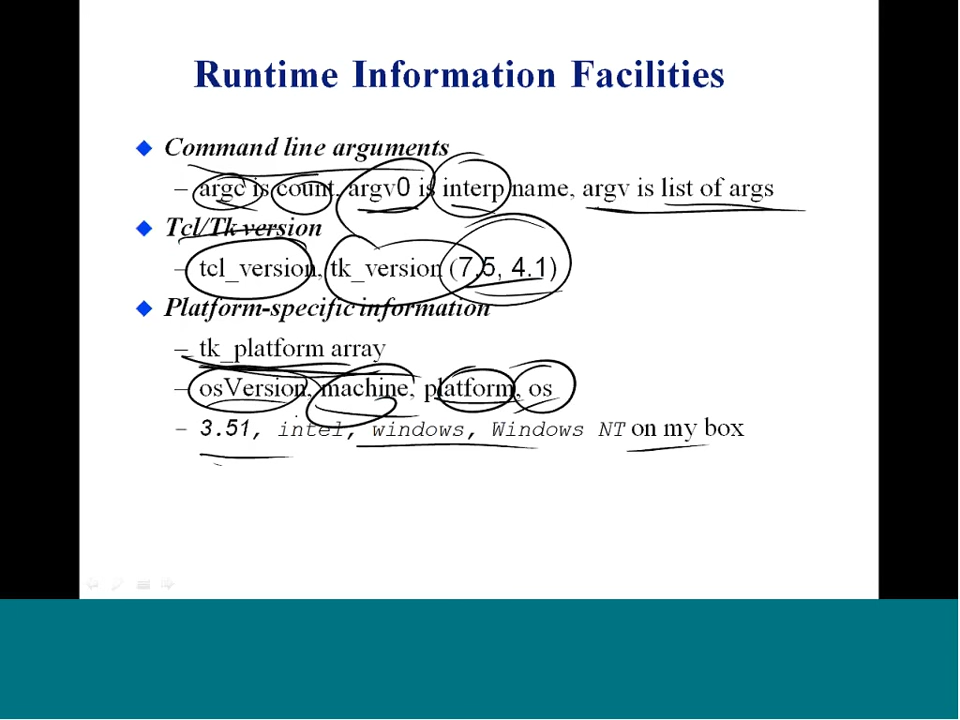 Runtime Information Facilities
◆ Command line arguments
– argc is count, argv0 is interp name, argv is list of args
◆ Tcl/Tk version
– tcl_version, tk_version (7.5, 4.1)
◆ Platform-specific information
– tk_platform array
– osVersion, machine, platform, os
– 3.51, intel, windows, Windows NT on my box